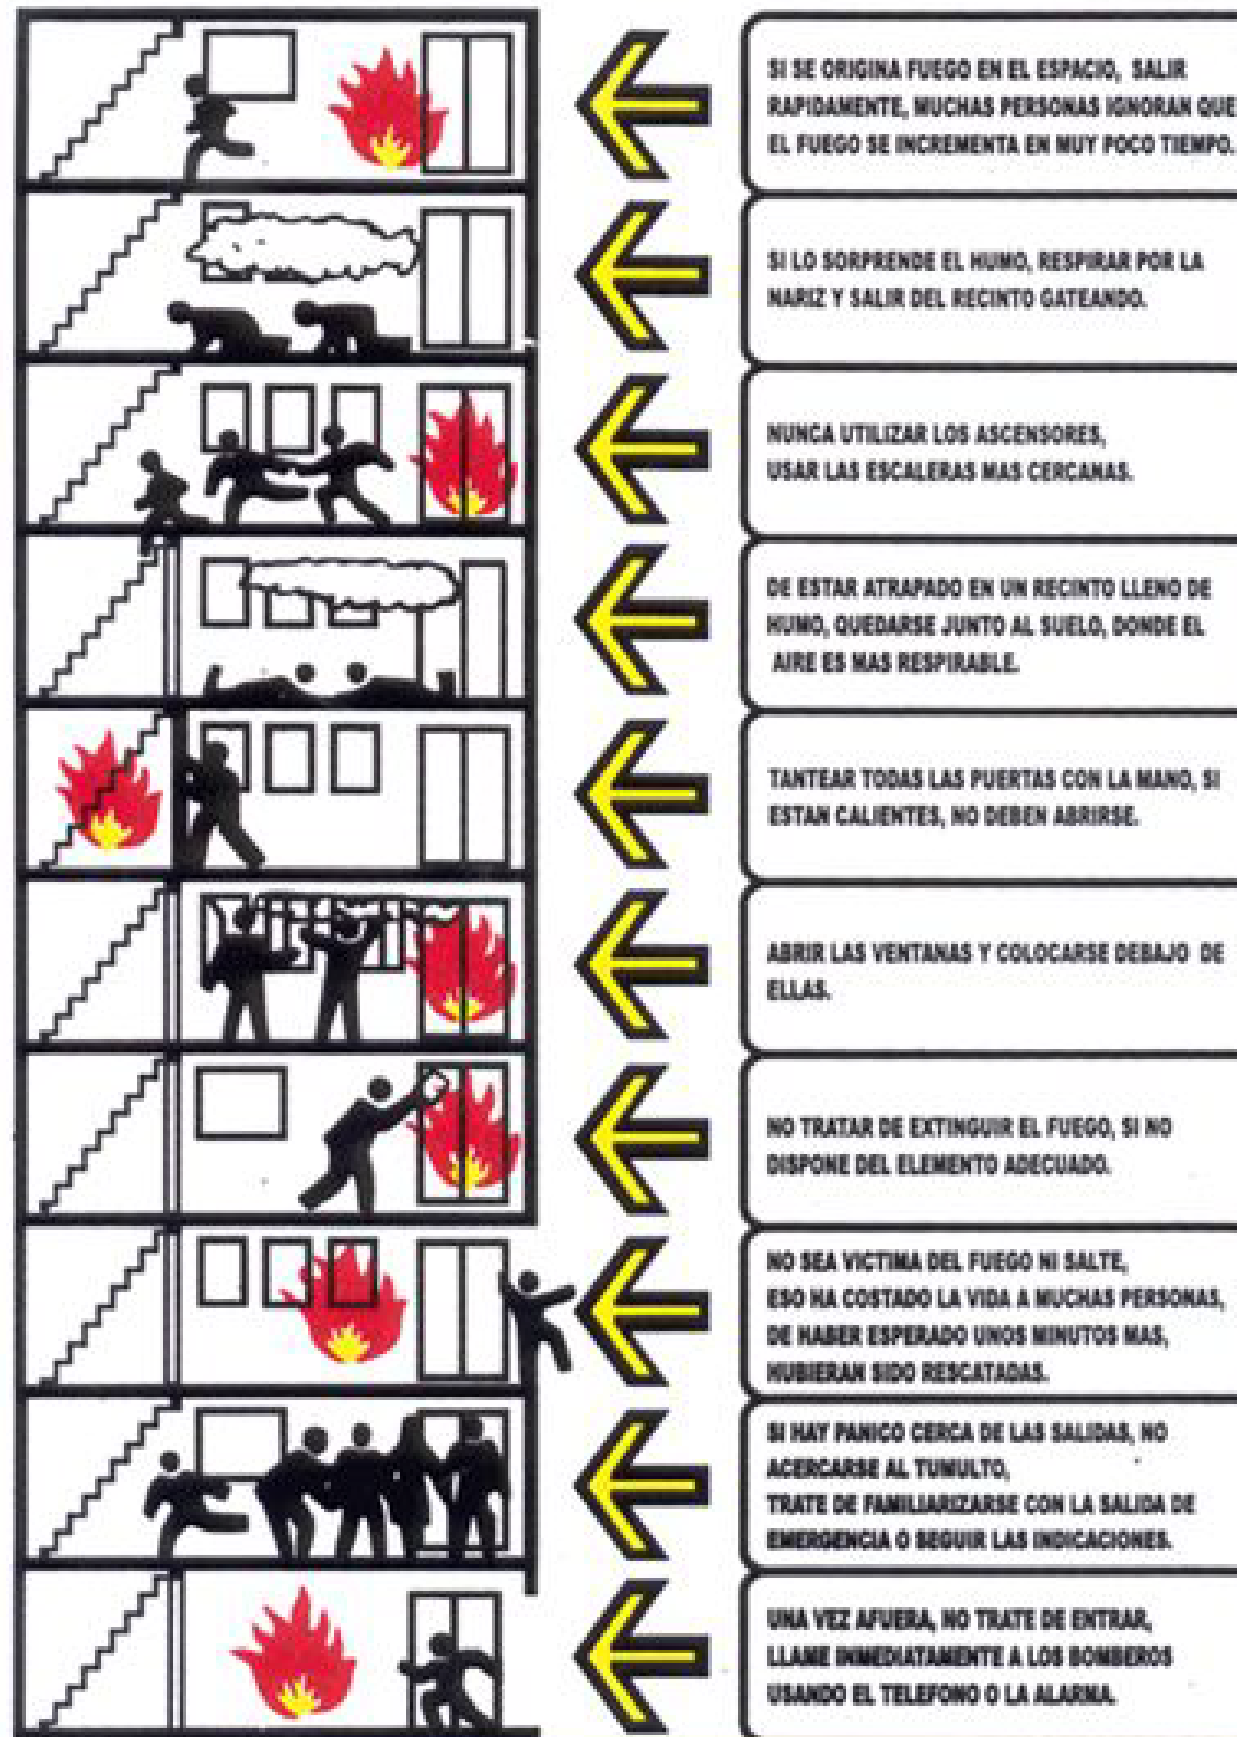 SI SE ORIGINA FUEGO EN EL ESPACIO, SALIR
RAPIDAMENTE, MUCHAS PERSONAS IGNORAN QUE
EL FUEGO SE INCREMENTA EN MUY POCO TIEMPO.
SI LO SORPRENDE EL HUMO, RESPIRAR POR LA
NARIZ Y SALIR DEL RECINTO GATEANDO.
NUNCA UTILIZAR LOS ASCENSORES,
USAR LAS ESCALERAS MAS CERCANAS.
DE ESTAR ATRAPADO EN UN RECINTO LLENO DE
HUMO, QUEDARSE JUNTO AL SUELO, DONDE EL
AIRE ES MAS RESPIRABLE.
TANTEAR TODAS LAS PUERTAS CON LA MANO, SI
ESTAN CALIENTES, NO DEBEN ABRIRSE.
ABRIR LAS VENTANAS Y COLOCARSE DEBAJO DE
ELLAS.
NO TRATAR DE EXTINGUIR EL FUEGO, SI NO
DISPONE DEL ELEMENTO ADECUADO.
NO SEA VICTIMA DEL FUEGO NI SALTE,
ESO HA COSTADO LA VIDA A MUCHAS PERSONAS,
DE HABER ESPERADO UNOS MINUTOS MAS,
HUBIERAN SIDO RESCATADAS.
SI HAY PANICO CERCA DE LAS SALIDAS, NO
ACERCARSE AL TUMULTO,
TRATE DE FAMILIARIZARSE CON LA SALIDA DE
EMERGENCIA O SEGUIR LAS INDICACIONES.
UNA VEZ AFUERA, NO TRATE DE ENTRAR,
LLAME INMEDIATAMENTE A LOS BOMBEROS
USANDO EL TELEFONO O LA ALARMA.